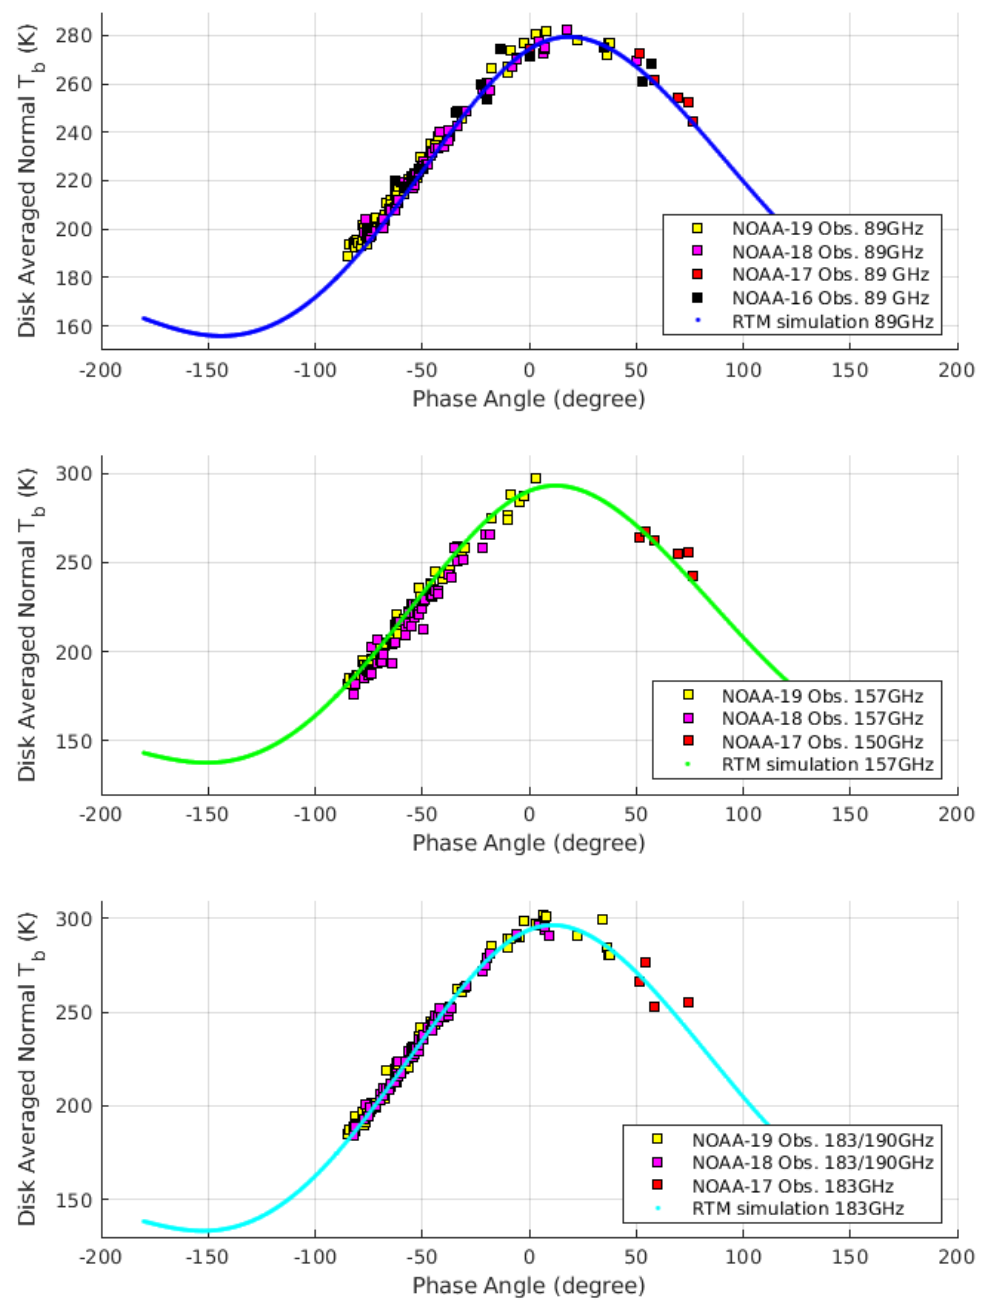 Disk Averaged Normal T_b (K)
280
260
240
220
200
180
160
NOAA-19 Obs. 89GHz
NOAA-18 Obs. 89GHz
NOAA-17 Obs. 89 GHz
NOAA-16 Obs. 89 GHz
RTM simulation 89GHz
-200 -150 -100 -50 0 50 100 150 200
Phase Angle (degree)
Disk Averaged Normal T_b (K)
300
250
200
150
NOAA-19 Obs. 157GHz
NOAA-18 Obs. 157GHz
NOAA-17 Obs. 150GHz
RTM simulation 157GHz
-200 -150 -100 -50 0 50 100 150 200
Phase Angle (degree)
Disk Averaged Normal T_b (K)
300
250
200
150
NOAA-19 Obs. 183/190GHz
NOAA-18 Obs. 183/190GHz
NOAA-17 Obs. 183GHz
RTM simulation 183GHz
-200 -150 -100 -50 0 50 100 150 200
Phase Angle (degree)